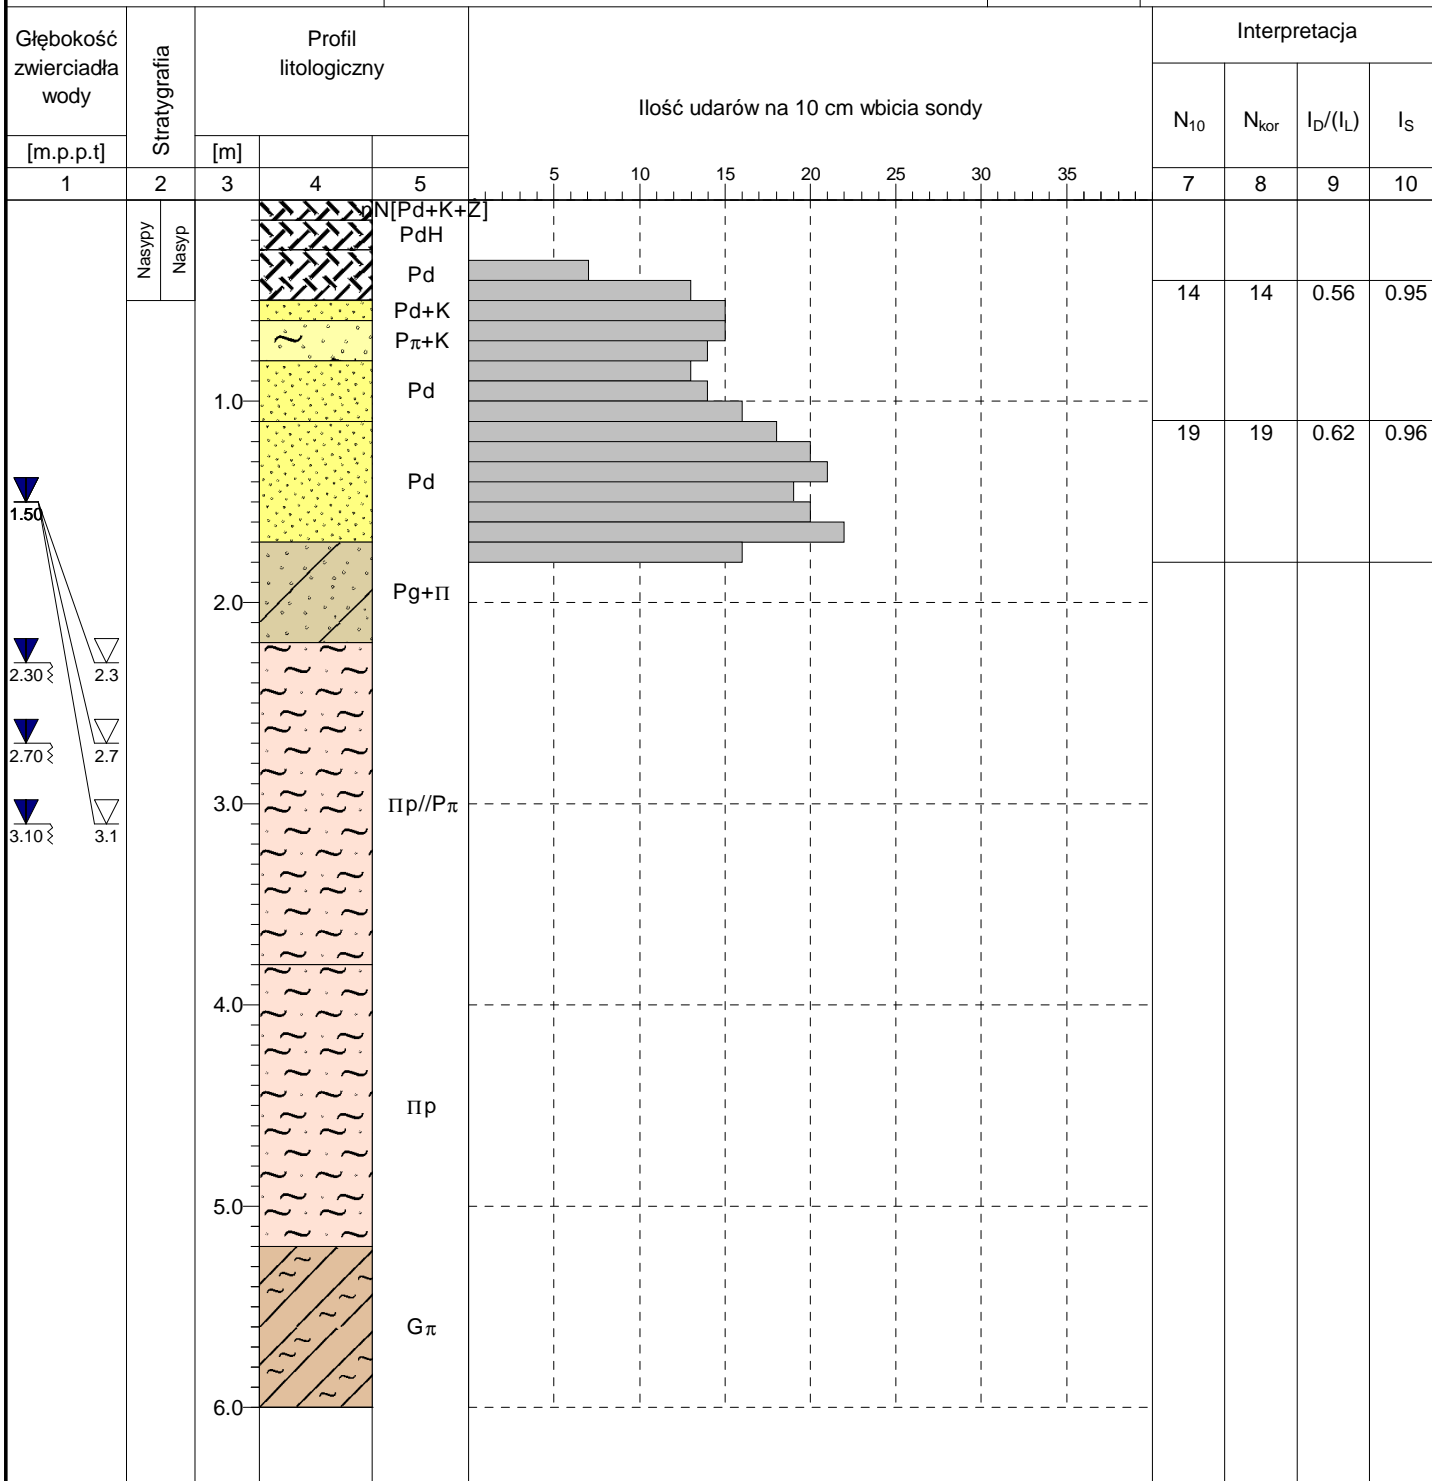 Głębokość
zwierciadła
wody
[m.p.p.t]
Stratygrafia
Profil
litologiczny
[m]
Ilość udarów na 10 cm wbicia sondy
Interpretacja
N10
Nkor
ID/(IL)
IS
5 10 15 20 25 30 35
1 2 3 4 5 7 8 9 10
Nasypy
Nasyp
nN[Pd+K+Ż]
PdH
Pd
14 14 0.56 0.95
Pd+K
Pπ+K
Pd
1.0
19 19 0.62 0.96
Pd
1.50
Pg+Π
2.0
2.30 2.3
2.70 2.7
3.0
Πp//Pπ
3.10 3.1
4.0
Πp
5.0
Gπ
6.0